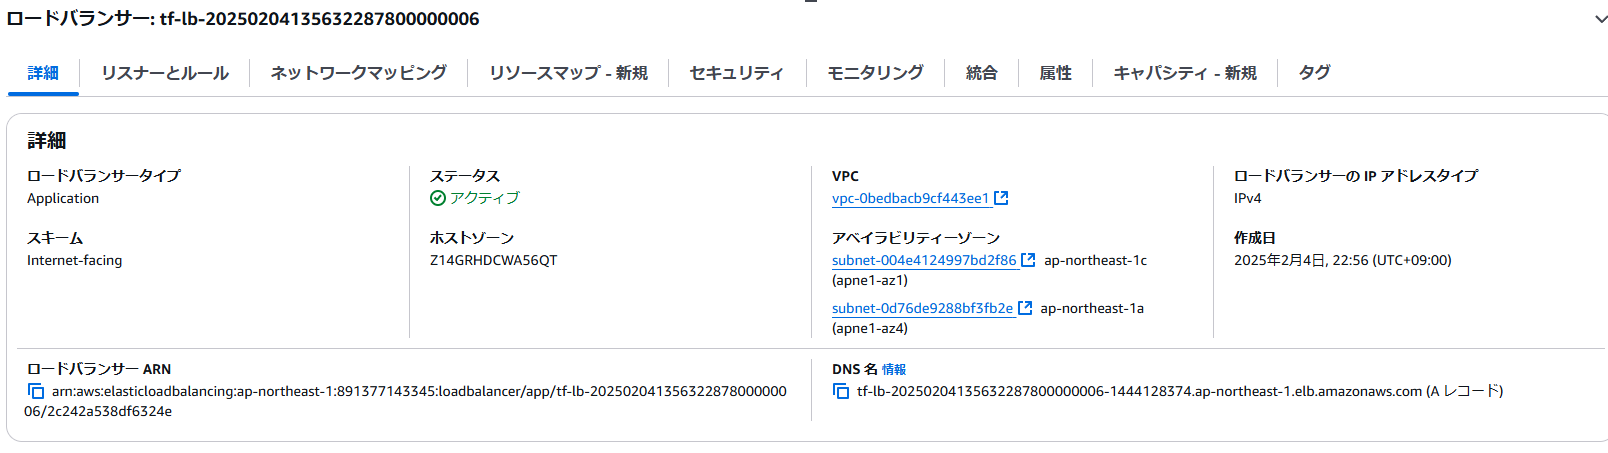 ロードバランサー: tf-lb-20250204135632287800000006
詳細
リスナーとルール
ネットワークマッピング
リソースマップ - 新規
セキュリティ
モニタリング
統合
属性
キャパシティ - 新規
タグ
詳細
ロードバランサータイプ
Application
ステータス
アクティブ
VPC
vpc-0bedbacb9cf443ee1
ロードバランサーの IP アドレスタイプ
IPv4
スキーム
Internet-facing
ホストゾーン
Z14GRHDCWA56QT
アベイラビリティーゾーン
subnet-004e4124997bd2f86 ap-northeast-1c
(apne1-az1)
subnet-0d76de9288bf3fb2e ap-northeast-1a
(apne1-az4)
作成日
2025年2月4日, 22:56 (UTC+09:00)
ロードバランサー ARN
arn:aws:elasticloadbalancing:ap-northeast-1:891377143345:loadbalancer/app/tf-lb-202502041356322878000000
06/2c242a538df6324e
DNS 名 情報
tf-lb-20250204135632287800000006-1444128374.ap-northeast-1.elb.amazonaws.com (A レコード)